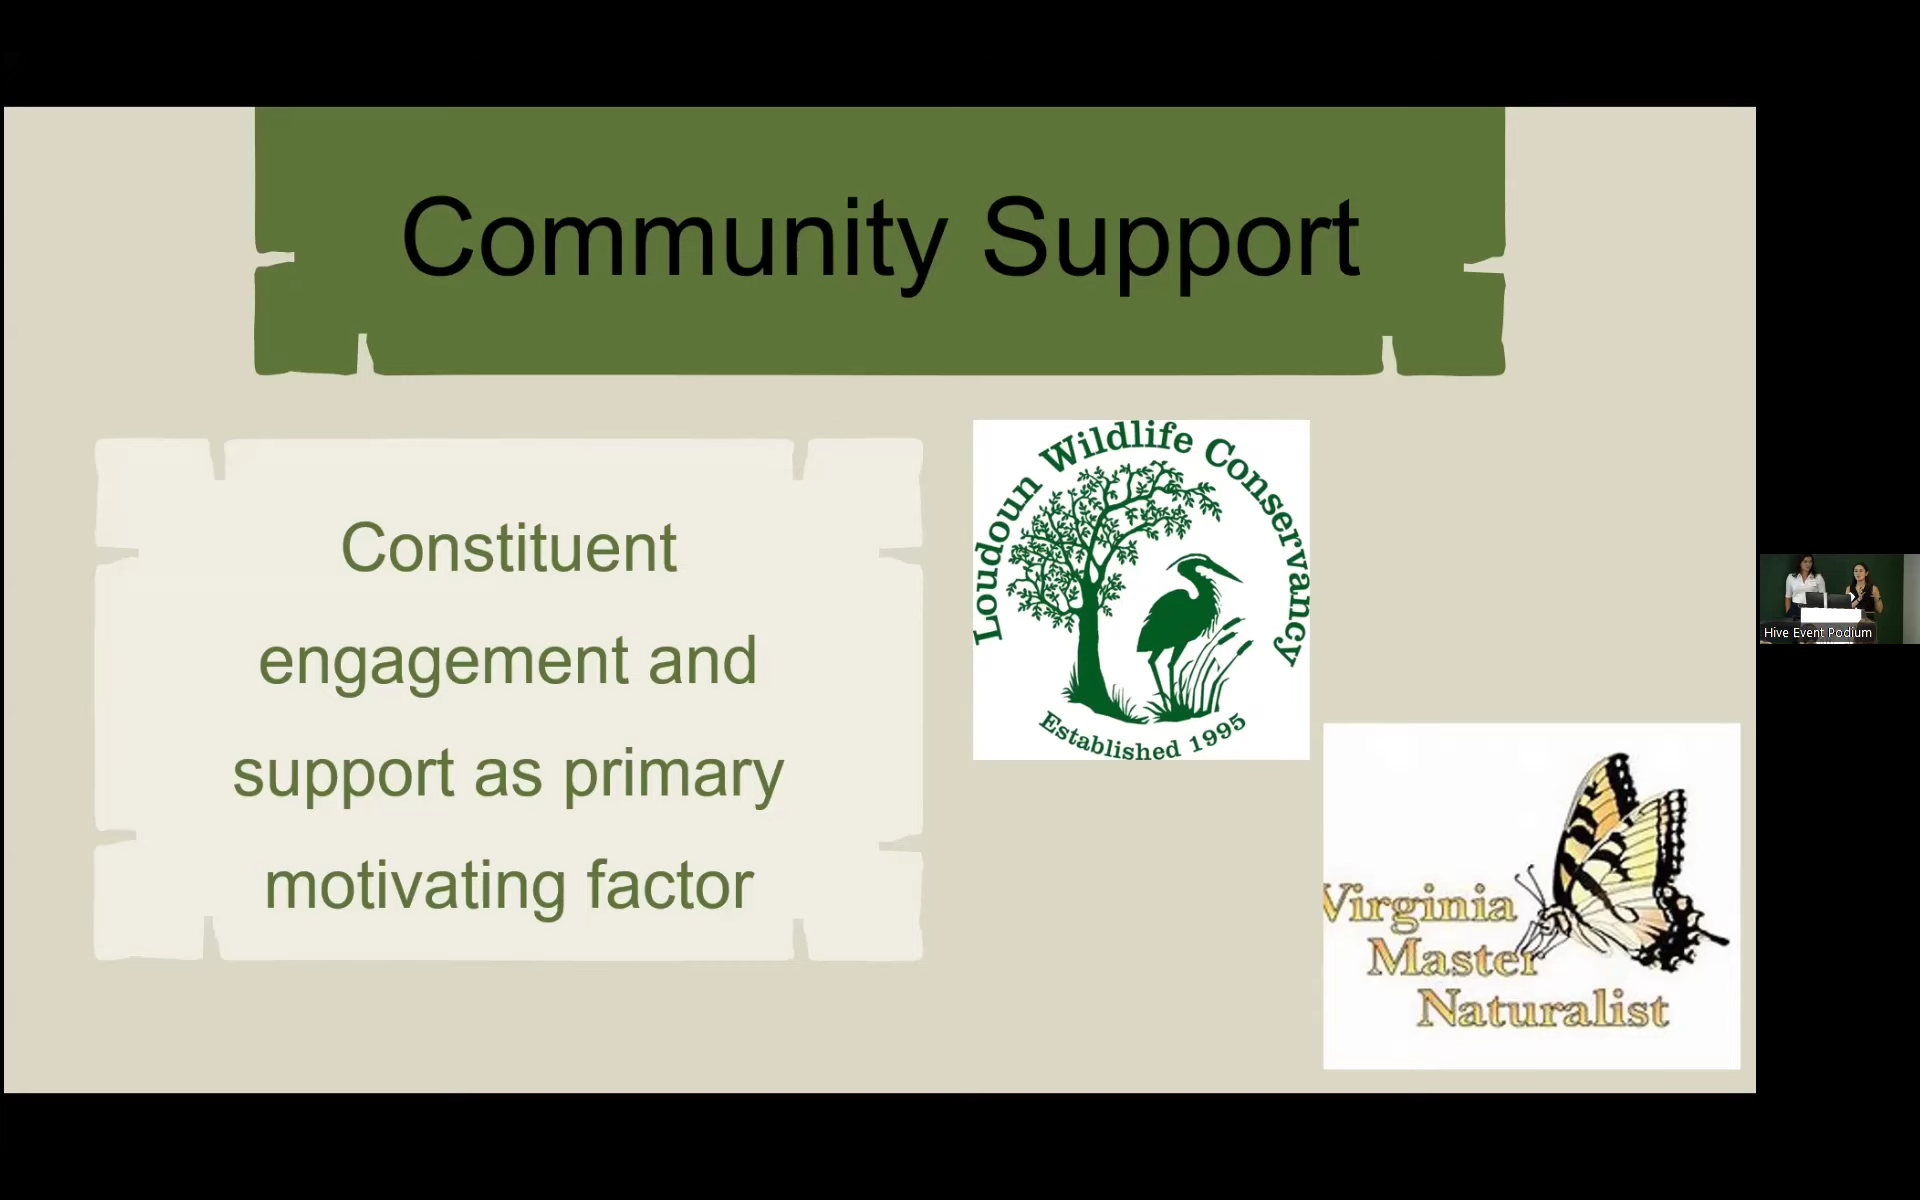 Community Support
Constituent
engagement and
support as primary
motivating factor
Loudoun Wildlife Conservancy
Established 1995
Virginia
Master
Naturalist
Hive Event Podium